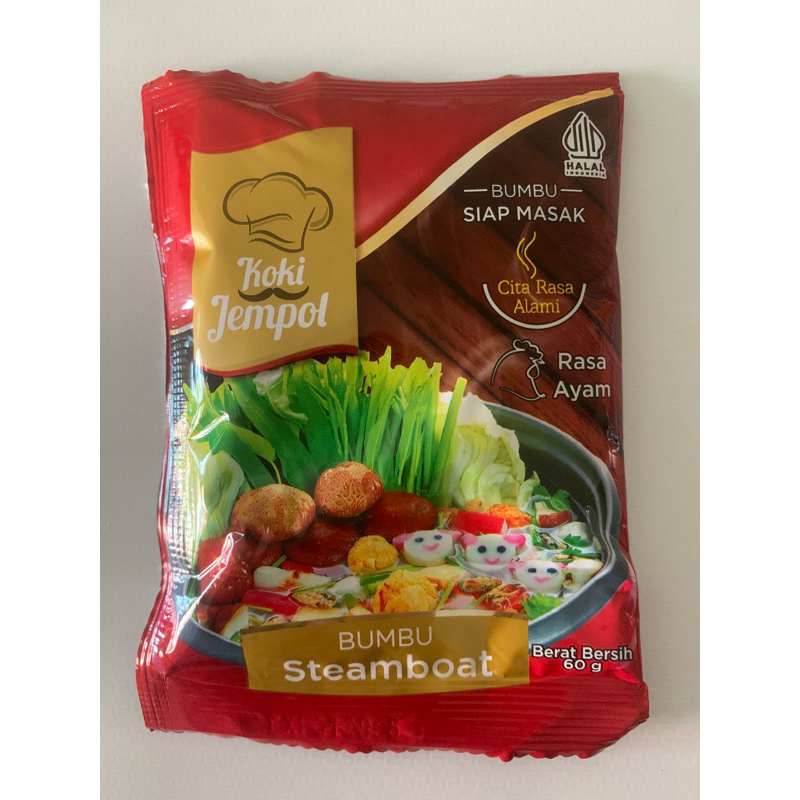 Koki
Jempol
HALAL
INDONESIA
BUMBU
SIAP MASAK
Cita Rasa
Alami
Rasa
Ayam
BUMBU
Steamboat
Berat Bersih
60 g